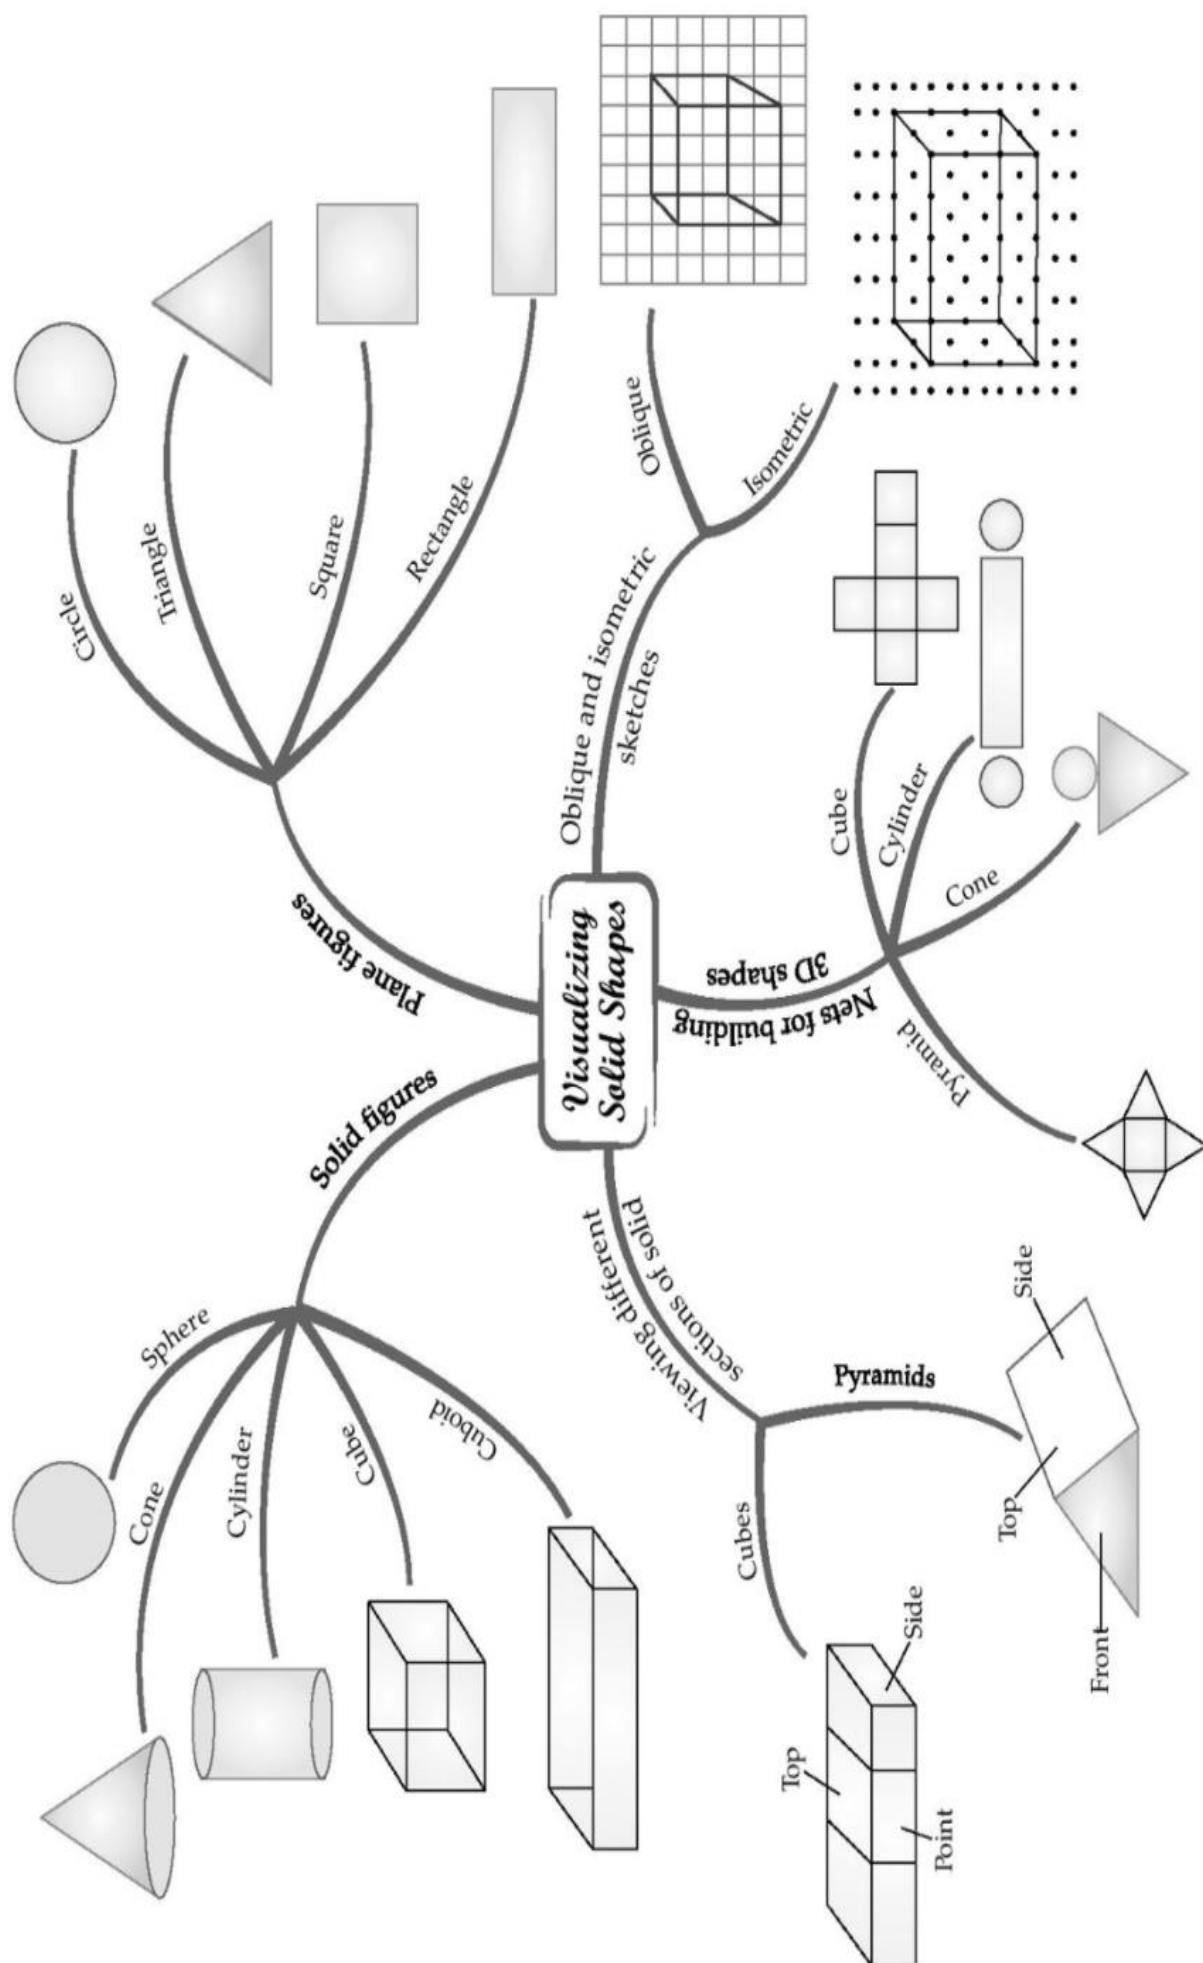 Visualizing
Solid Shapes
Plane figures
Circle
Triangle
Square
Rectangle
Oblique and isometric
sketches
Oblique
Isometric
Nets for building
3D shapes
Cube
Cylinder
Cone
Pyramid
Viewing different
sections of solid
Pyramids
Side
Top
Front
Cubes
Side
Top
Point
Solid figures
Sphere
Cone
Cylinder
Cube
Cuboid